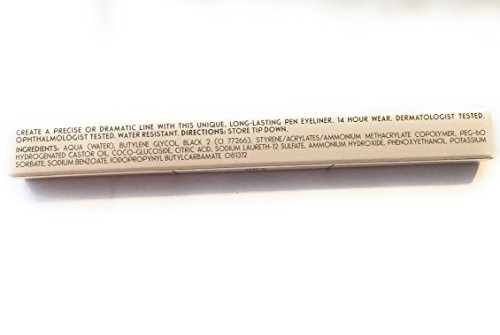 CREATE A PRECISE OR DRAMATIC LINE WITH THIS UNIQUE, LONG-LASTING PEN EYELINER. 14 HOUR WEAR. DERMATOLOGIST TESTED.
OPHTHALMOLOGIST TESTED. WATER RESISTANT. DIRECTIONS: STORE TIP DOWN.
INGREDIENTS: AQUA (WATER), BUTYLENE GLYCOL, BLACK 2 (CI 77266), STYRENE/ACRYLATES/AMMONIUM METHACRYLATE COPOLYMER, PEG-60
HYDROGENATED CASTOR OIL, COCO-GLUCOSIDE, CITRIC ACID, SODIUM LAURETH-12 SULFATE, AMMONIUM HYDROXIDE, PHENOXYETHANOL, POTASSIUM
SORBATE, SODIUM BENZOATE, IODOPROPYNYL BUTYLCARBAMATE 081312